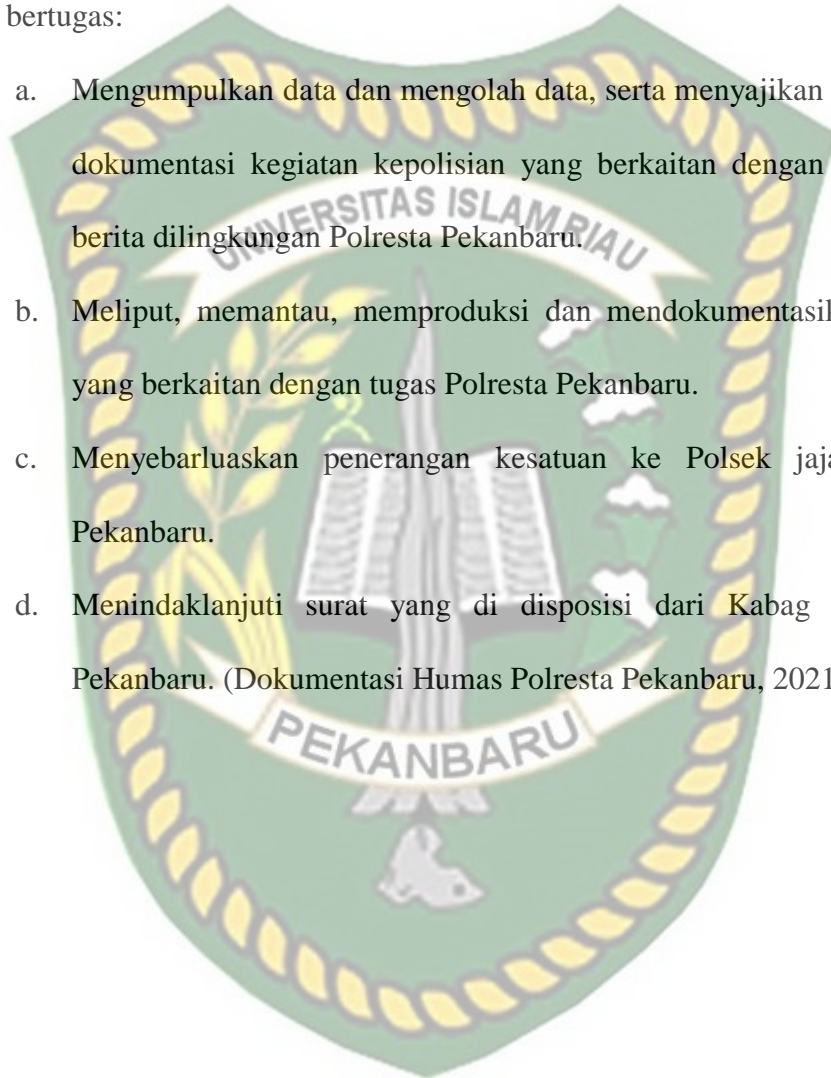 bertugas:
a. Mengumpulkan data dan mengolah data, serta menyajikan
dokumentasi kegiatan kepolisian yang berkaitan dengan
UNIVERSITAS ISLAM RIAU
berita dilingkungan Polresta Pekanbaru.
b. Meliput, memantau, memproduksi dan
yang berkaitan dengan tugas Polresta Pekanbaru.
c. Menyebarluaskan penerangan kesatuan ke Polsek
Pekanbaru.
d. Menindaklanjuti surat yang di disposisi dari Kabag
Pekanbaru. (Dokumentasi Humas Polresta Pekanbaru, 2021
PEKANBARU